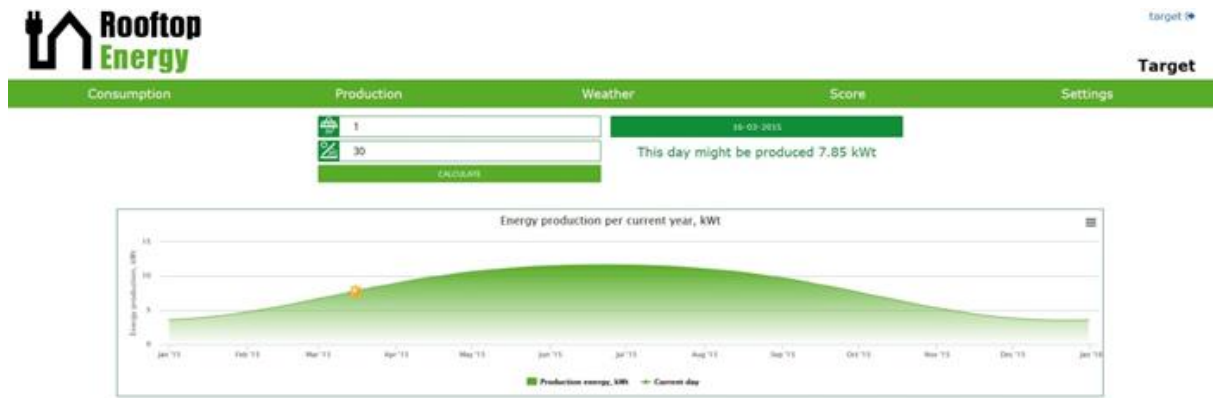 Rooftop
Energy
target
Target
Consumption Production Weather Score Settings
1
16-03-2015
30
This day might be produced 7.85 kWt
CALCULATE
Energy production per current year, kWt
Energy production, kWt
15
10
5
0
Jan '15 Feb '15 Mar '15 Apr '15 May '15 Jun '15 Jul '15 Aug '15 Sep '15 Oct '15 Nov '15 Dec '15 Jan '16
Production energy, kWt Current day